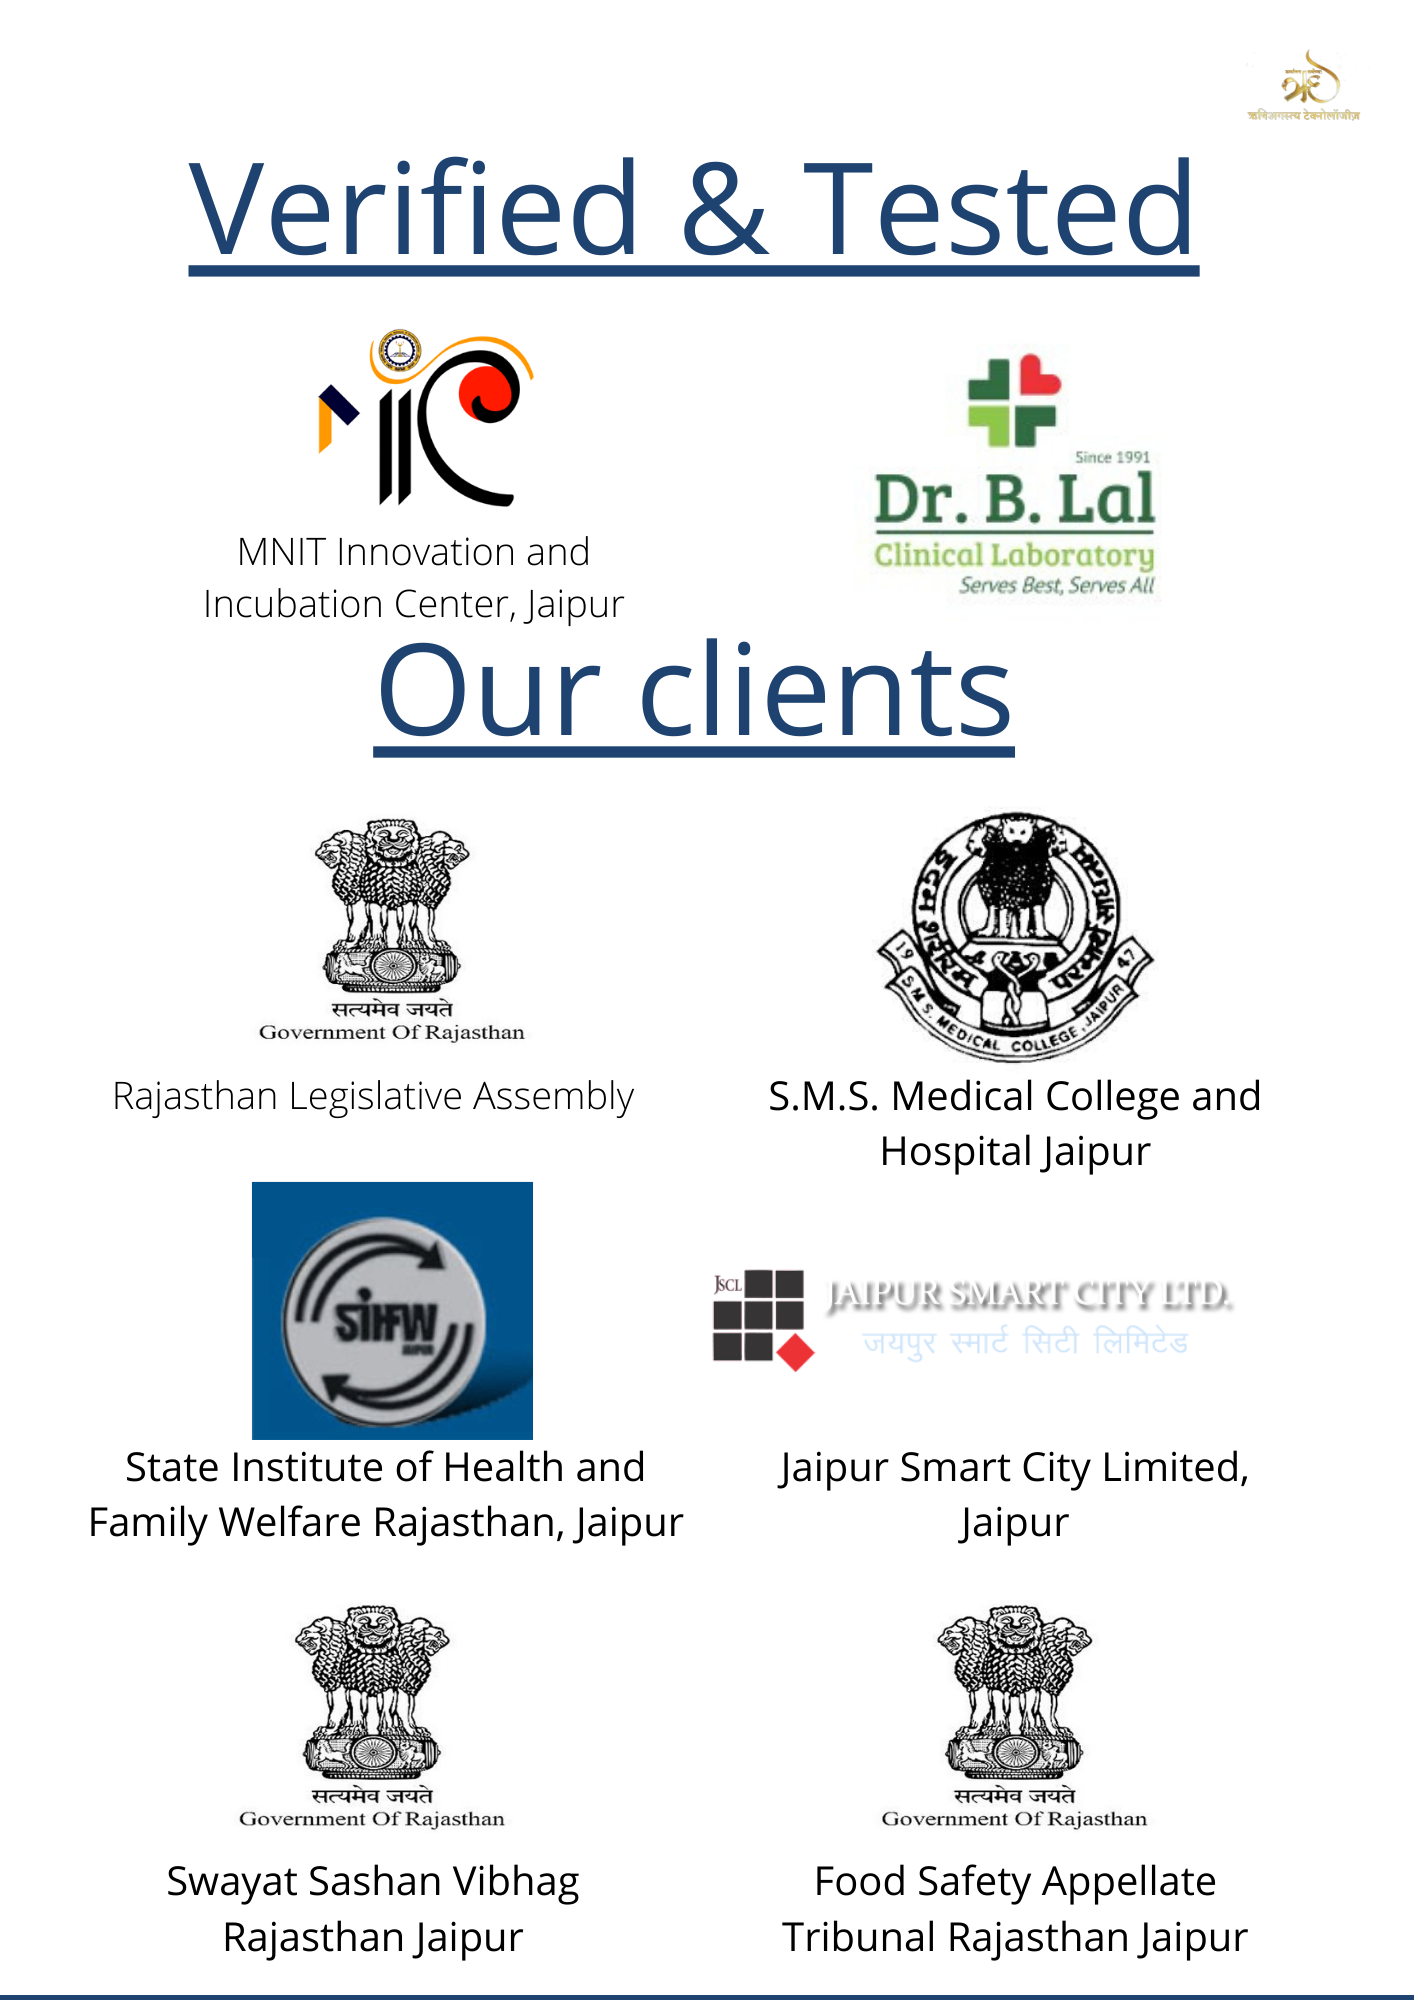 ऋषिअगस्त्य टेक्नोलॉजीज़
Verified & Tested
Since 1991
Dr. B. Lal
Clinical Laboratory
Serves Best, Serves All
MNIT Innovation and
Incubation Center, Jaipur
Our clients
सत्यमेव जयते
Government Of Rajasthan
Rajasthan Legislative Assembly
19 47
S.M.S. MEDICAL COLLEGE, JAIPUR
S.M.S. Medical College and
Hospital Jaipur
SIHFW
JAIPUR
State Institute of Health and
Family Welfare Rajasthan, Jaipur
JSCL
JAIPUR SMART CITY LTD.
जयपुर स्मार्ट सिटी लिमिटेड
Jaipur Smart City Limited,
Jaipur
सत्यमेव जयते
Government Of Rajasthan
Swayat Sashan Vibhag
Rajasthan Jaipur
सत्यमेव जयते
Government Of Rajasthan
Food Safety Appellate
Tribunal Rajasthan Jaipur